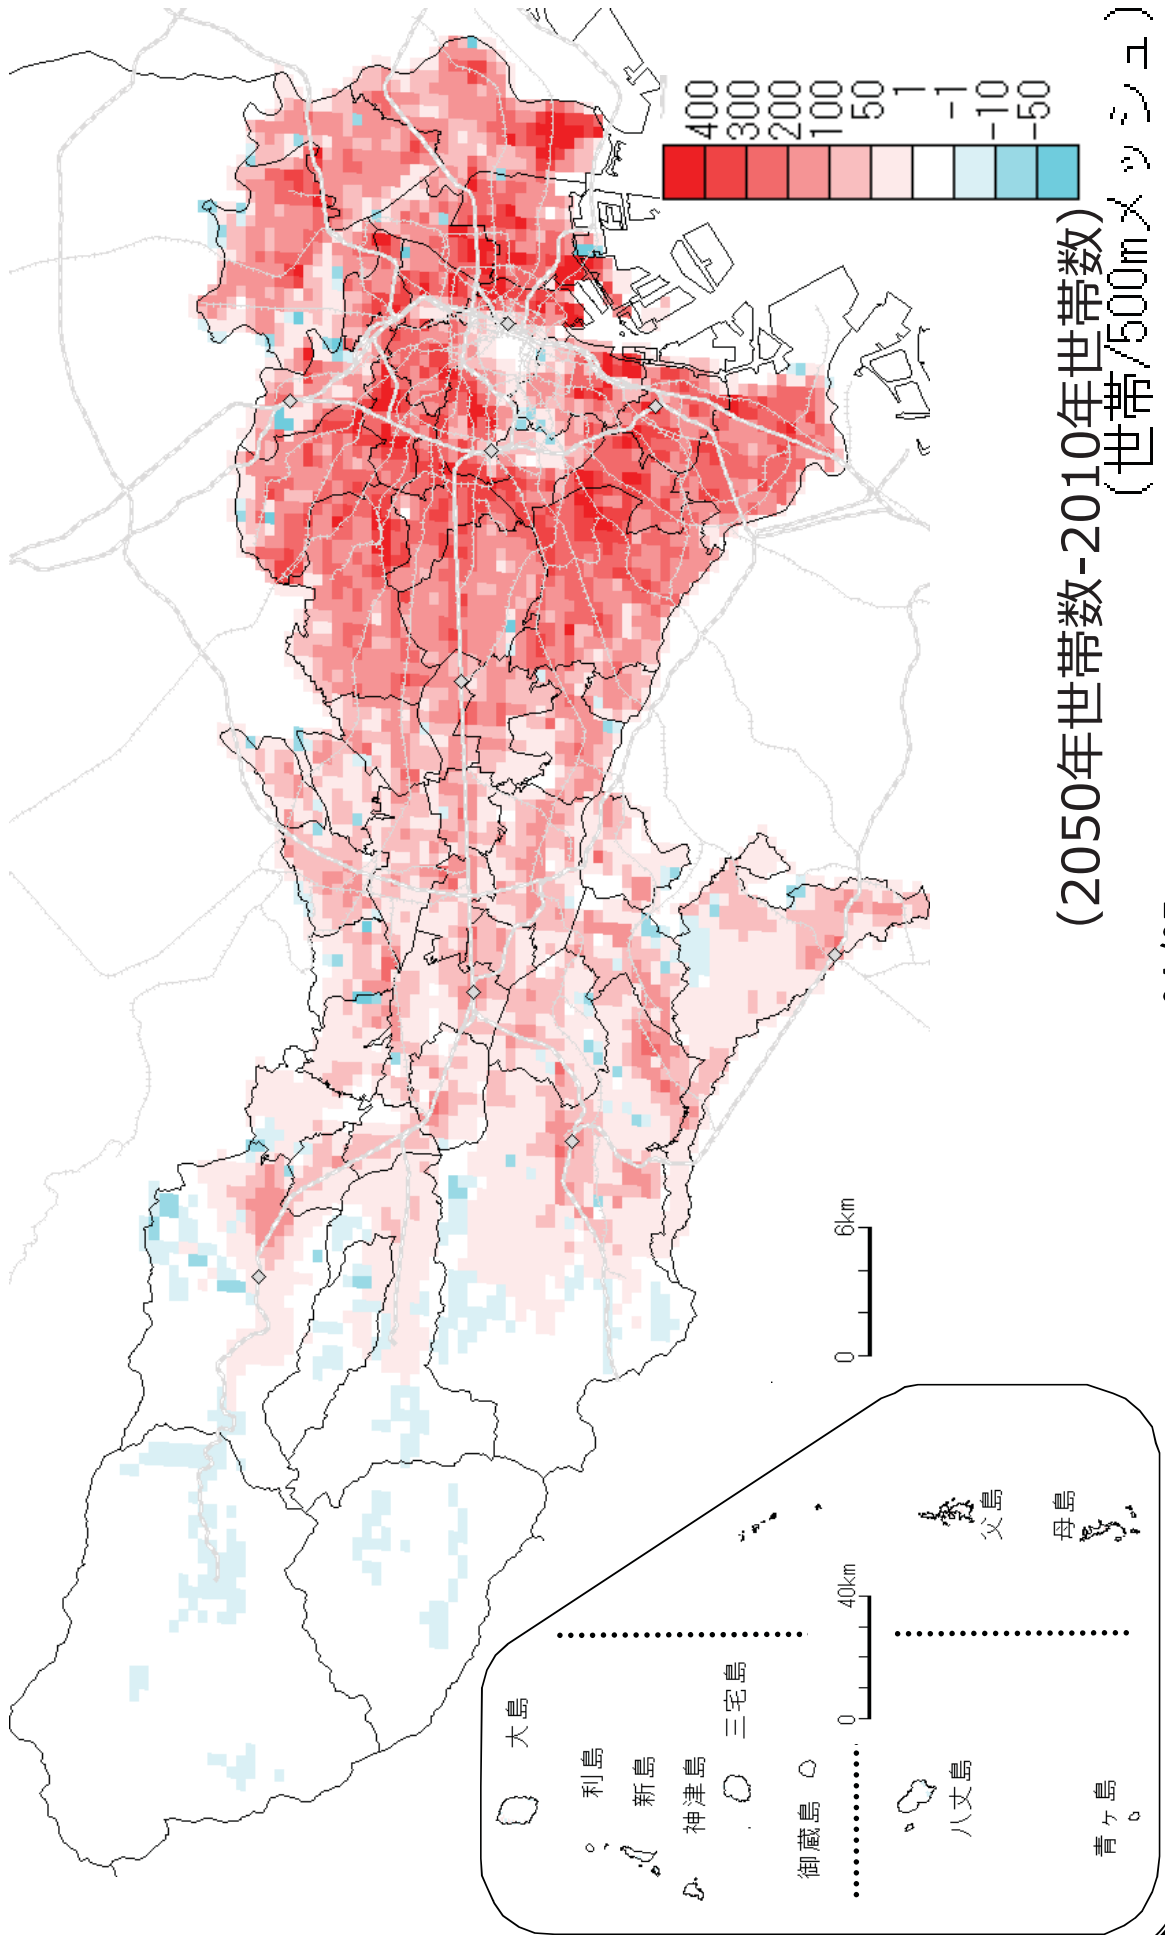 400
300
200
100
50
1
-1
-10
-50
(2050年世帯数-2010年世帯数)
(世帯/500mメッシュ)
0 6km
大島
利島
新島
神津島
三宅島
御蔵島
0 40km
八丈島
青ヶ島
父島
母島